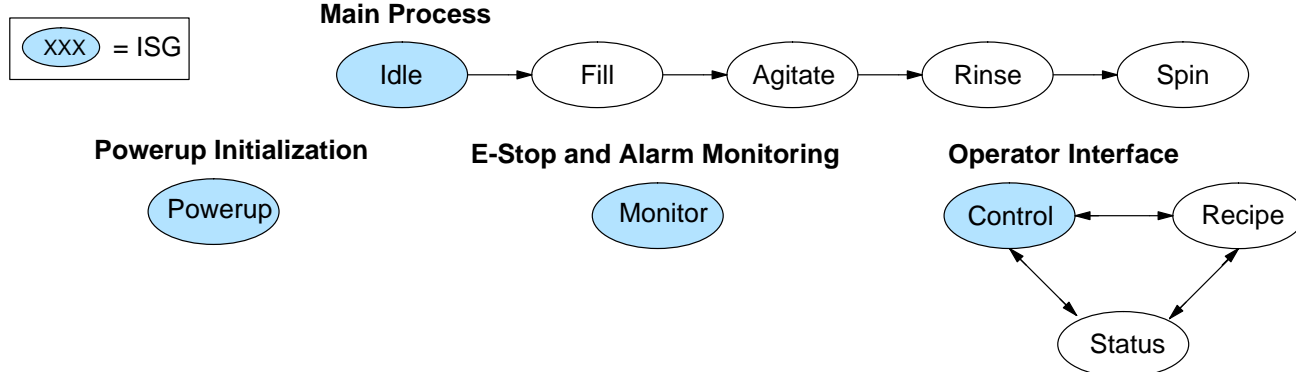 Main Process
XXX = ISG
Idle Fill Agitate Rinse Spin
Powerup Initialization E-Stop and Alarm Monitoring Operator Interface
Powerup Monitor Control Recipe
Status